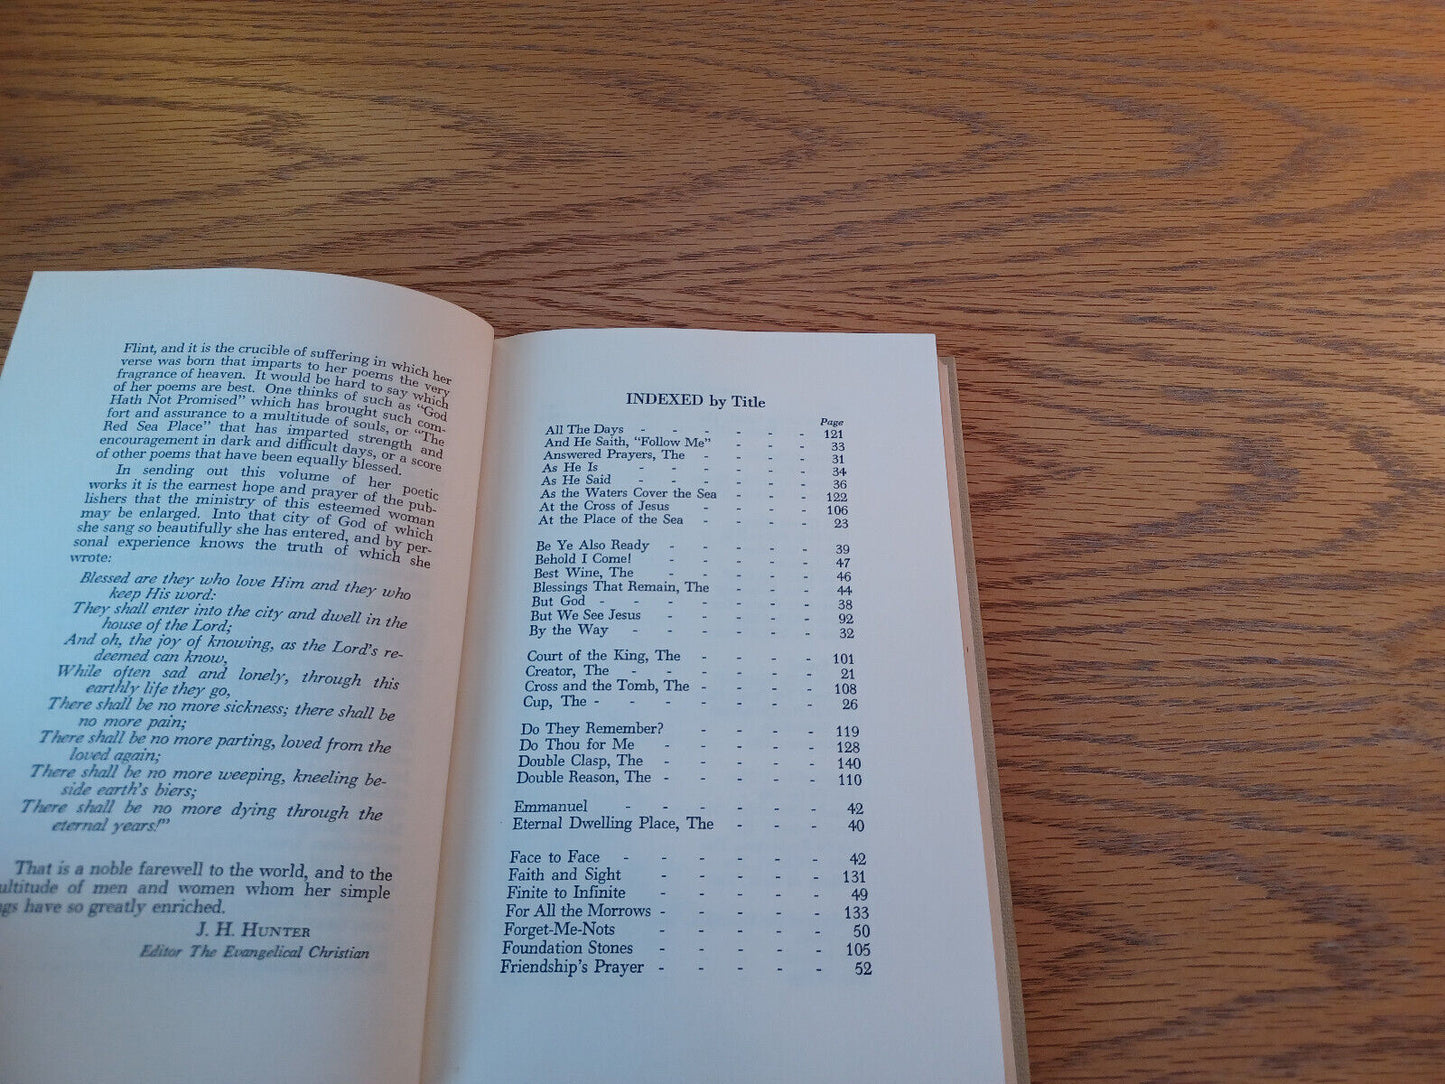 Flint, and it is the crucible of suffering in which her
verse was born that imparts to her poems the very
fragrance of heaven. It would be hard to say which
of her poems are best. One thinks of such as "God
Hath Not Promised" which has brought such com-
fort and assurance to a multitude of souls, or "The
Red Sea Place" that has imparted strength and
encouragement in dark and difficult days, or a score
of other poems that have been equally blessed.
In sending out this volume of her poetic
works it is the earnest hope and prayer of the pub-
lishers that the ministry of this esteemed woman
may be enlarged. Into that city of God of which
she sang so beautifully she has entered, and by per-
sonal experience knows the truth of which she
wrote:
Blessed are they who love Him and they who
keep His word:
They shall enter into the city and dwell in the
house of the Lord;
And oh, the joy of knowing, as the Lord's re-
deemed can know,
While often sad and lonely, through this
earthly life they go,
There shall be no more sickness; there shall be
no more pain;
There shall be no more parting, loved from the
loved again;
There shall be no more weeping, kneeling be-
side earth's biers;
There shall be no more dying through the
eternal years!"
That is a noble farewell to the world, and to the
ultitude of men and women whom her simple
gs have so greatly enriched.
J. H. HUNTER
Editor The Evangelical Christian
INDEXED by Title
Page
All The Days - - - - - - 121
And He Saith, "Follow Me" - - - 33
Answered Prayers, The - - - - 31
As He Is - - - - - - 34
As He Said - - - - - - 36
As the Waters Cover the Sea - - - 122
At the Cross of Jesus - - - - 106
At the Place of the Sea - - - - 23
Be Ye Also Ready - - - - - 39
Behold I Come! - - - - - 47
Best Wine, The - - - - - 46
Blessings That Remain, The - - - 44
But God - - - - - - - 38
But We See Jesus - - - - - 92
By the Way - - - - - - 32
Court of the King, The - - - - 101
Creator, The - - - - - - 21
Cross and the Tomb, The - - - - 108
Cup, The - - - - - - - 26
Do They Remember? - - - - 119
Do Thou for Me - - - - - 128
Double Clasp, The - - - - - 140
Double Reason, The - - - - - 110
Emmanuel - - - - - - 42
Eternal Dwelling Place, The - - - 40
Face to Face - - - - - - 42
Faith and Sight - - - - - 131
Finite to Infinite - - - - - 49
For All the Morrows - - - - - 133
Forget-Me-Nots - - - - - 50
Foundation Stones - - - - - 105
Friendship's Prayer - - - - - 52